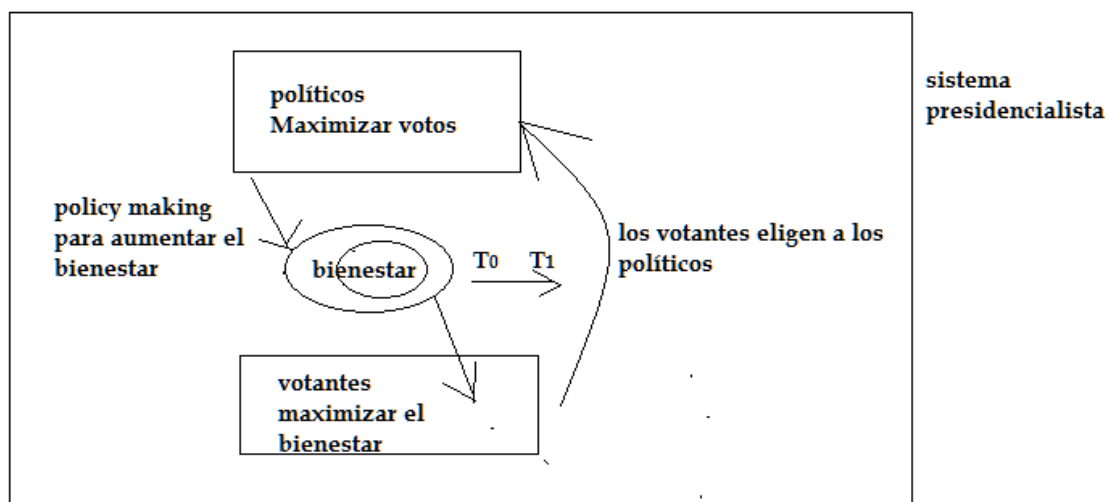 políticos
Maximizar votos
sistema
presidencialista
policy making
para aumentar el
bienestar
bienestar
T0 T1
los votantes eligen a los
políticos
votantes
maximizar el
bienestar